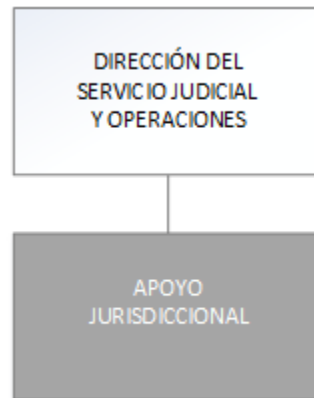 DIRECCIÓN DEL
SERVICIO JUDICIAL
Y OPERACIONES
APOYO
JURISDICCIONAL